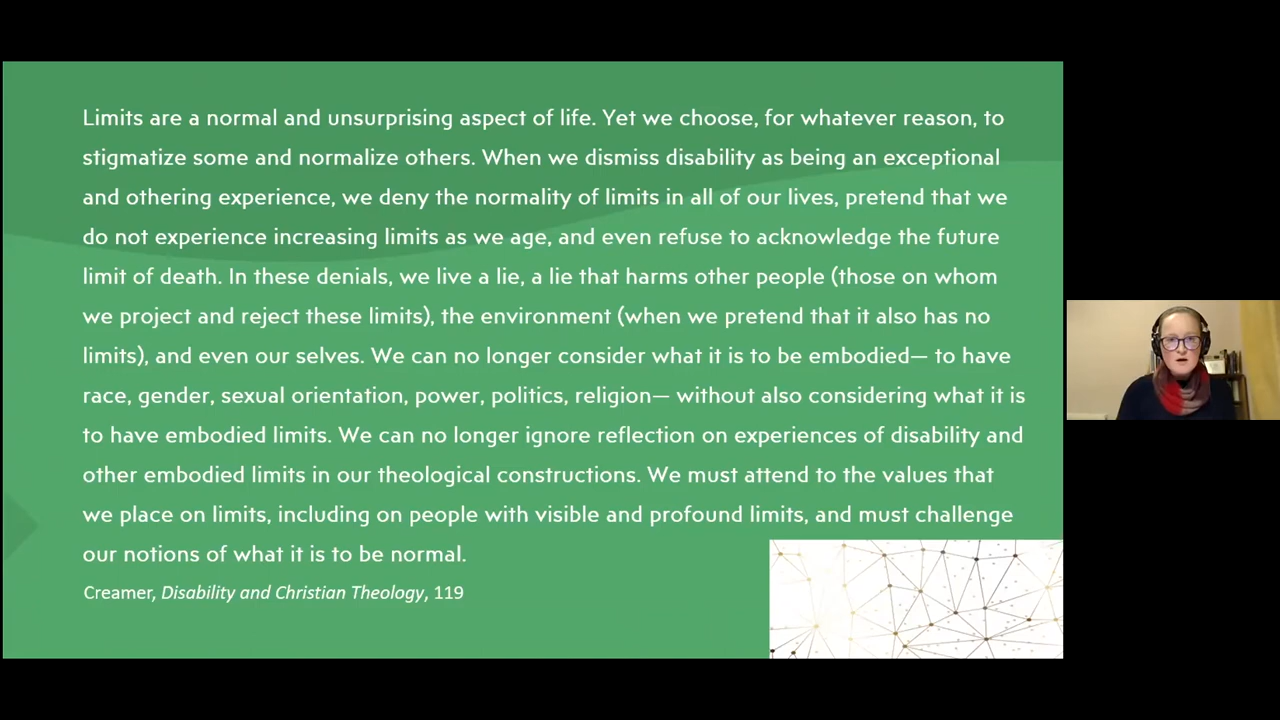 Limits are a normal and unsurprising aspect of life. Yet we choose, for whatever reason, to
stigmatize some and normalize others. When we dismiss disability as being an exceptional
and othering experience, we deny the normality of limits in all of our lives, pretend that we
do not experience increasing limits as we age, and even refuse to acknowledge the future
limit of death. In these denials, we live a lie, a lie that harms other people (those on whom
we project and reject these limits), the environment (when we pretend that it also has no
limits), and even our selves. We can no longer consider what it is to be embodied— to have
race, gender, sexual orientation, power, politics, religion— without also considering what it is
to have embodied limits. We can no longer ignore reflection on experiences of disability and
other embodied limits in our theological constructions. We must attend to the values that
we place on limits, including on people with visible and profound limits, and must challenge
our notions of what it is to be normal.
Creamer, Disability and Christian Theology, 119